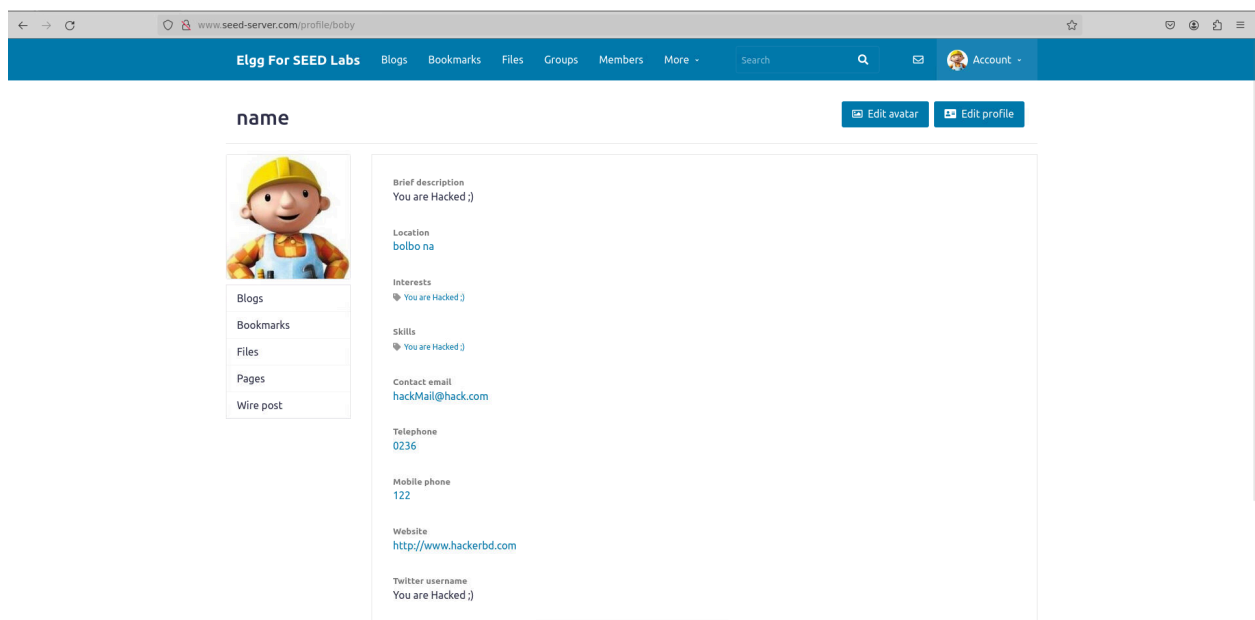 www.seed-server.com/profile/boby
Elgg For SEED Labs Blogs Bookmarks Files Groups Members More Search Account
name
Edit avatar Edit profile
Blogs
Bookmarks
Files
Pages
Wire post
Brief description
You are Hacked ;)
Location
bolbo na
Interests
You are Hacked ;)
Skills
You are Hacked ;)
Contact email
hackMail@hack.com
Telephone
0236
Mobile phone
122
Website
http://www.hackerbd.com
Twitter username
You are Hacked ;)